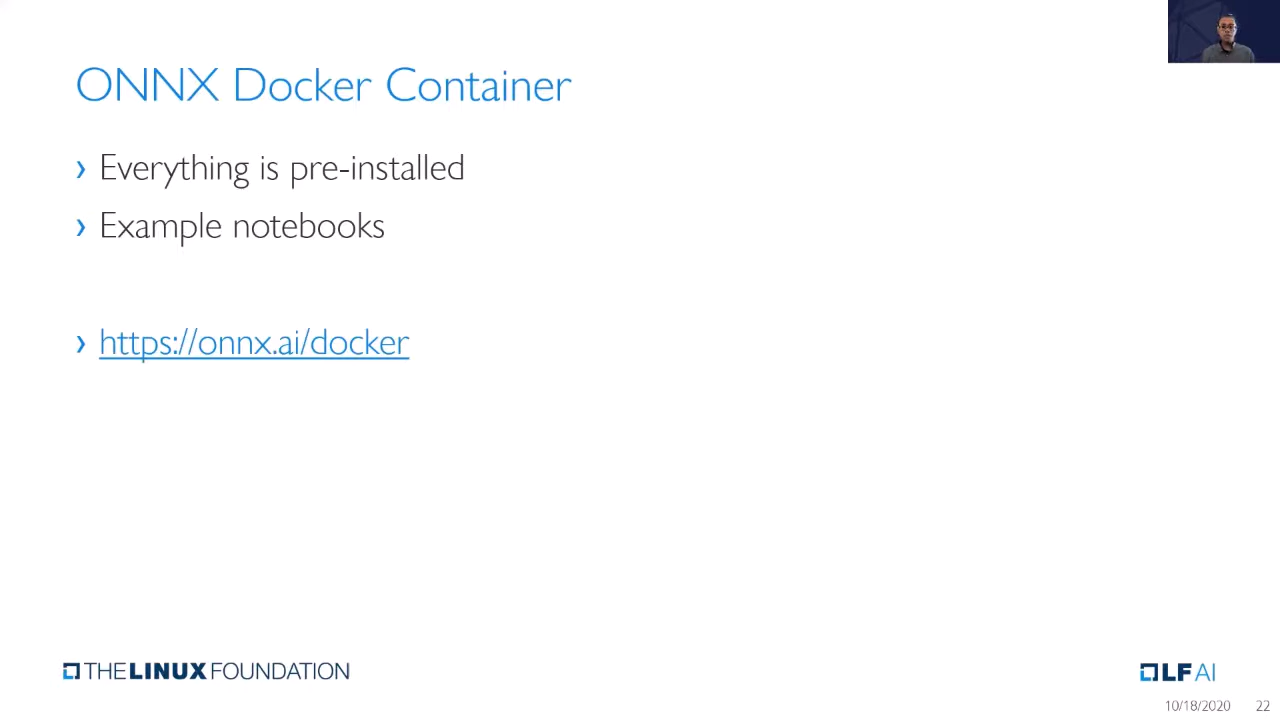 ONNX Docker Container
› Everything is pre-installed
› Example notebooks
› https://onnx.ai/docker
THE LINUX FOUNDATION
LF AI
10/18/2020 22